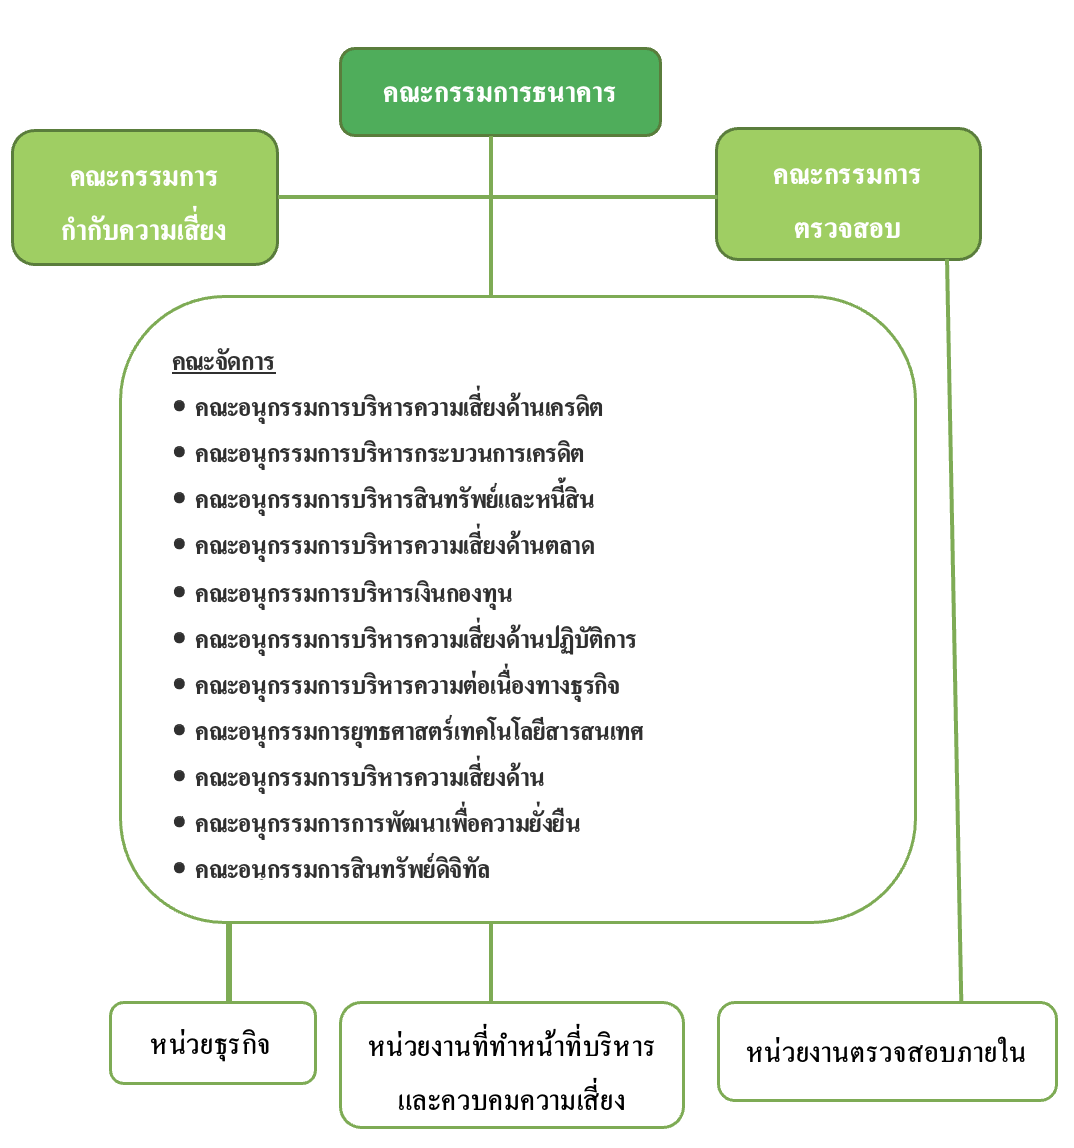 คณะกรรมการธนาคาร
คณะกรรมการ
กำกับความเสี่ยง
คณะกรรมการ
ตรวจสอบ
คณะจัดการ
• คณะอนุกรรมการบริหารความเสี่ยงด้านเครดิต
• คณะอนุกรรมการบริหารกระบวนการเครดิต
• คณะอนุกรรมการบริหารสินทรัพย์และหนี้สิน
• คณะอนุกรรมการบริหารความเสี่ยงด้านตลาด
• คณะอนุกรรมการบริหารเงินกองทุน
• คณะอนุกรรมการบริหารความเสี่ยงด้านปฏิบัติการ
• คณะอนุกรรมการบริหารความต่อเนื่องทางธุรกิจ
• คณะอนุกรรมการยุทธศาสตร์เทคโนโลยีสารสนเทศ
• คณะอนุกรรมการบริหารความเสี่ยงด้าน
• คณะอนุกรรมการการพัฒนาเพื่อความยั่งยืน
• คณะอนุกรรมการสินทรัพย์ดิจิทัล
หน่วยธุรกิจ
หน่วยงานที่ทำหน้าที่บริหาร
และควบคุมความเสี่ยง
หน่วยงานตรวจสอบภายใน